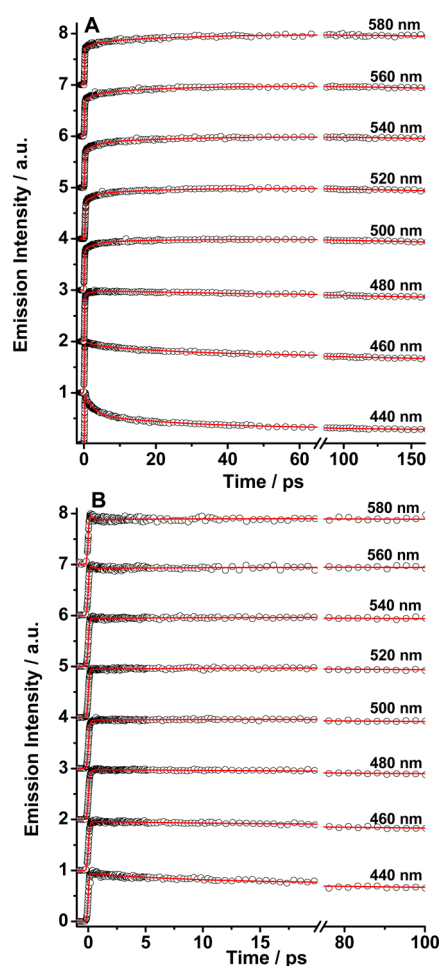 A
8
7
6
5
4
3
2
1
580 nm
560 nm
540 nm
520 nm
500 nm
480 nm
460 nm
440 nm
Emission Intensity / a.u.
0 20 40 60 100 150
Time / ps
B
8
7
6
5
4
3
2
1
0
580 nm
560 nm
540 nm
520 nm
500 nm
480 nm
460 nm
440 nm
Emission Intensity / a.u.
0 5 10 15 80 100
Time / ps